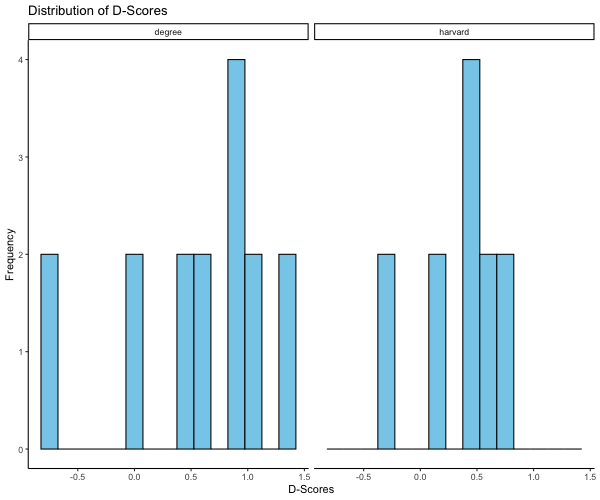 Distribution of D-Scores
degree
harvard
Frequency
4
3
2
1
0
-0.5 0.0 0.5 1.0 1.5
-0.5 0.0 0.5 1.0 1.5
D-Scores